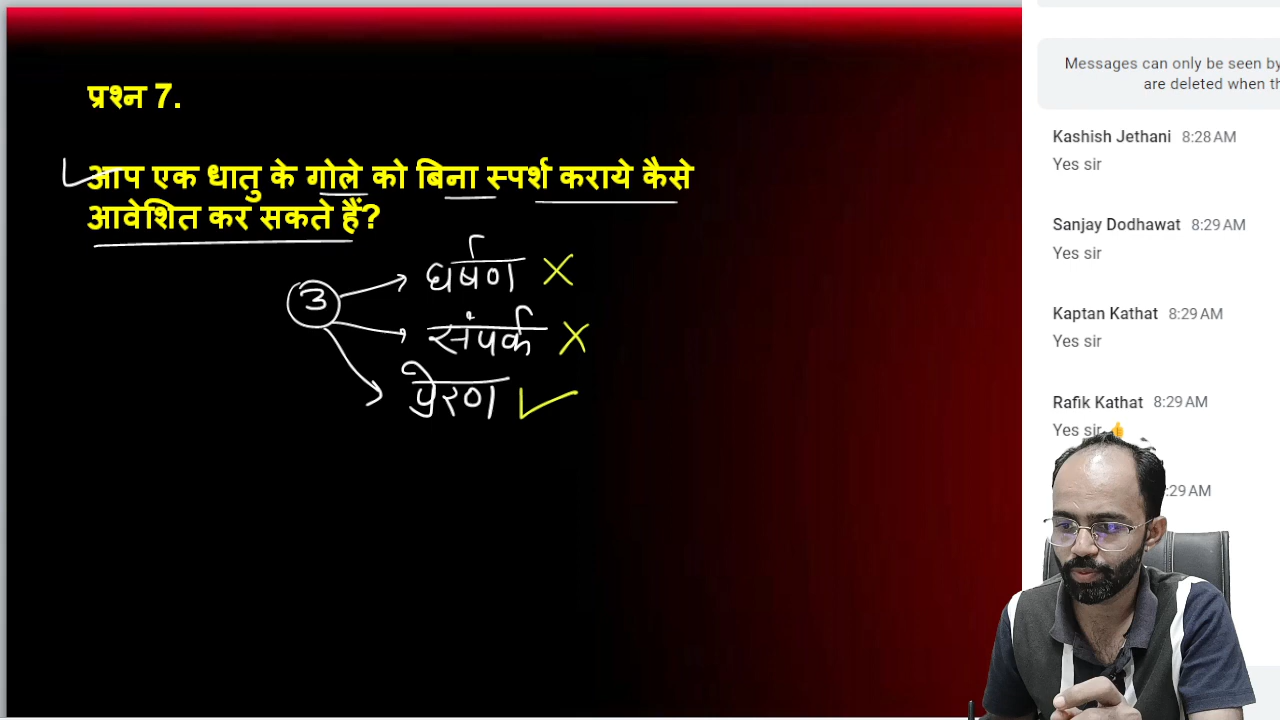 प्रश्न 7.
आप एक धातु के गोले को बिना स्पर्श कराये कैसे
आवेशित कर सकते हैं?
3
घर्षण ×
संपर्क ×
प्रेरण ✓
Messages can only be seen by
are deleted when th
Kashish Jethani 8:28 AM
Yes sir
Sanjay Dodhawat 8:29 AM
Yes sir
Kaptan Kathat 8:29 AM
Yes sir
Rafik Kathat 8:29 AM
Yes sir 👍
:29 AM